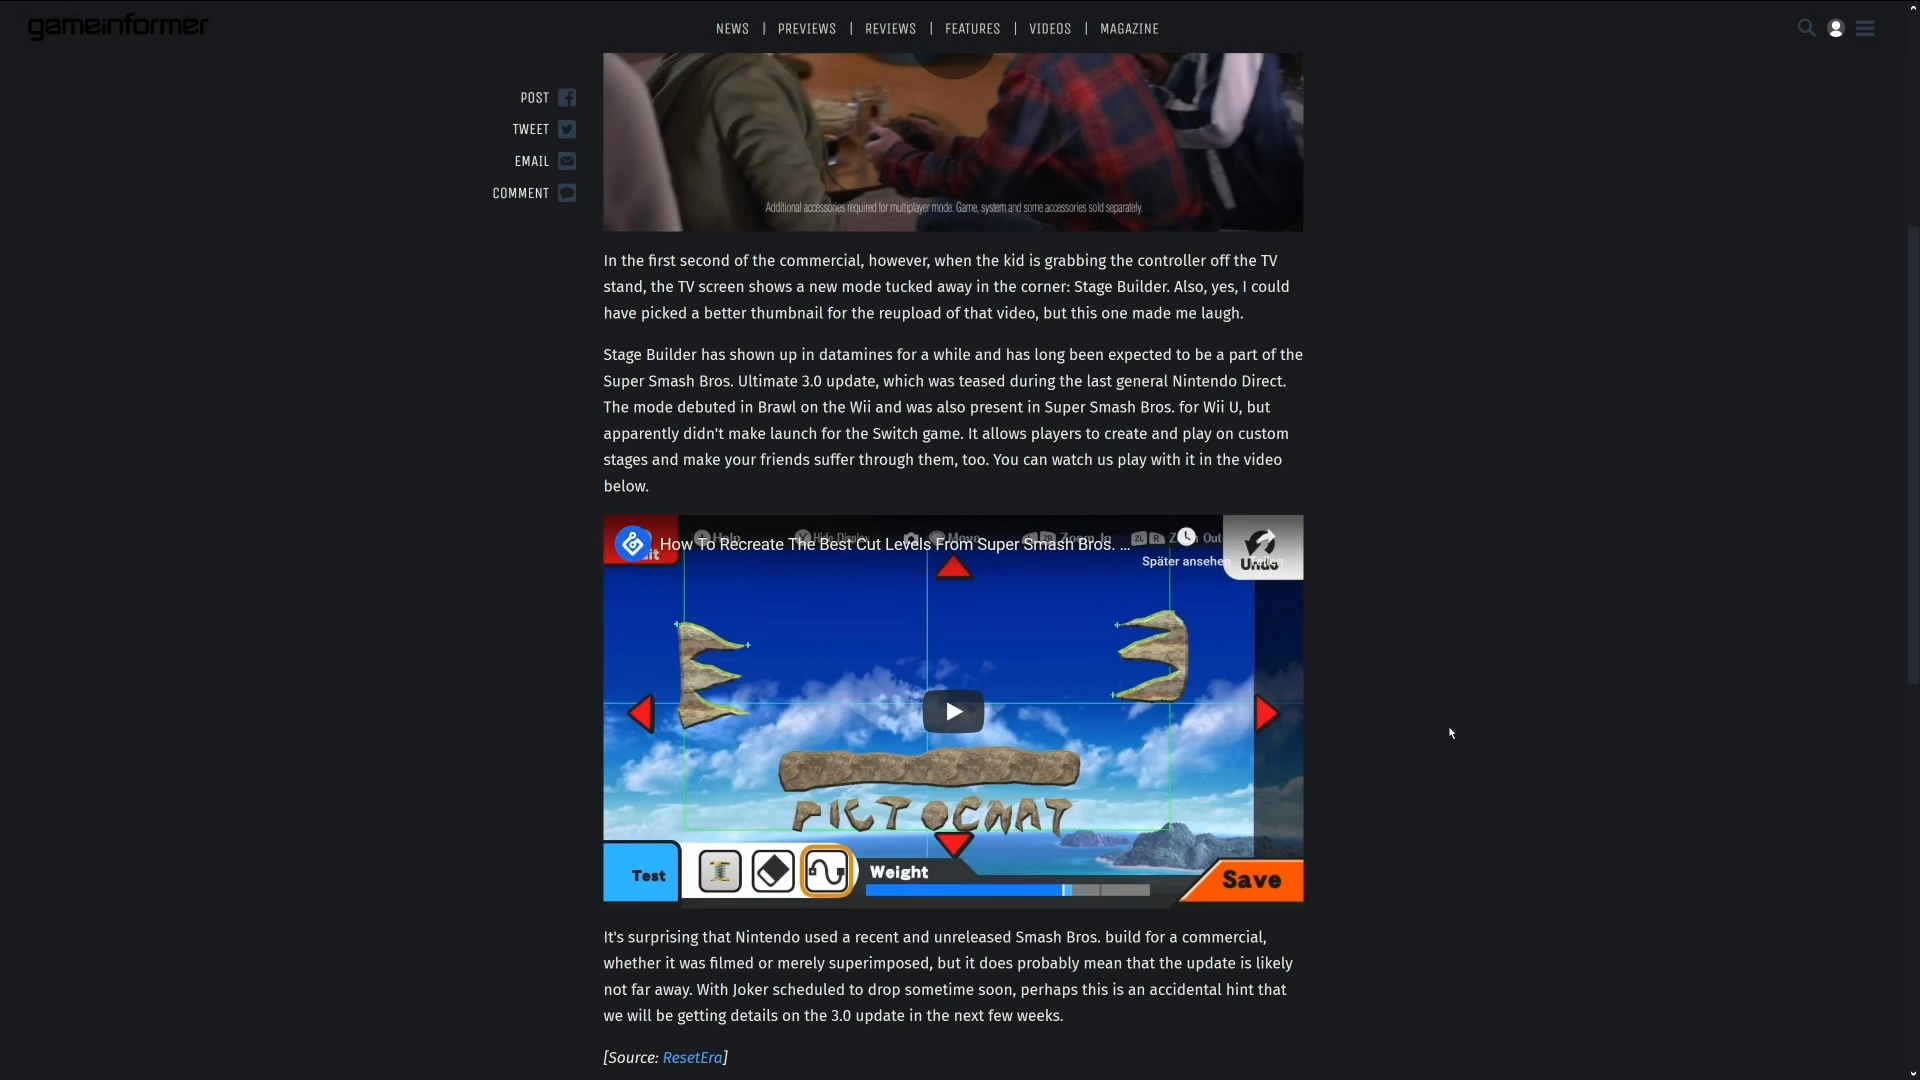 gameinformer
NEWS | PREVIEWS | REVIEWS | FEATURES | VIDEOS | MAGAZINE
POST
TWEET
EMAIL
COMMENT
Additional accessories required for multiplayer mode. Game, system and some accessories sold separately.
In the first second of the commercial, however, when the kid is grabbing the controller off the TV
stand, the TV screen shows a new mode tucked away in the corner: Stage Builder. Also, yes, I could
have picked a better thumbnail for the reupload of that video, but this one made me laugh.
Stage Builder has shown up in datamines for a while and has long been expected to be a part of the
Super Smash Bros. Ultimate 3.0 update, which was teased during the last general Nintendo Direct.
The mode debuted in Brawl on the Wii and was also present in Super Smash Bros. for Wii U, but
apparently didn't make launch for the Switch game. It allows players to create and play on custom
stages and make your friends suffer through them, too. You can watch us play with it in the video
below.
Help Hide Display Move Zoom In ZL R Out
How To Recreate The Best Cut Levels From Super Smash Bros. ...
Später ansehen
Undo
PICTOCHAT
Test
Weight
Save
It's surprising that Nintendo used a recent and unreleased Smash Bros. build for a commercial,
whether it was filmed or merely superimposed, but it does probably mean that the update is likely
not far away. With Joker scheduled to drop sometime soon, perhaps this is an accidental hint that
we will be getting details on the 3.0 update in the next few weeks.
[Source: ResetEra]